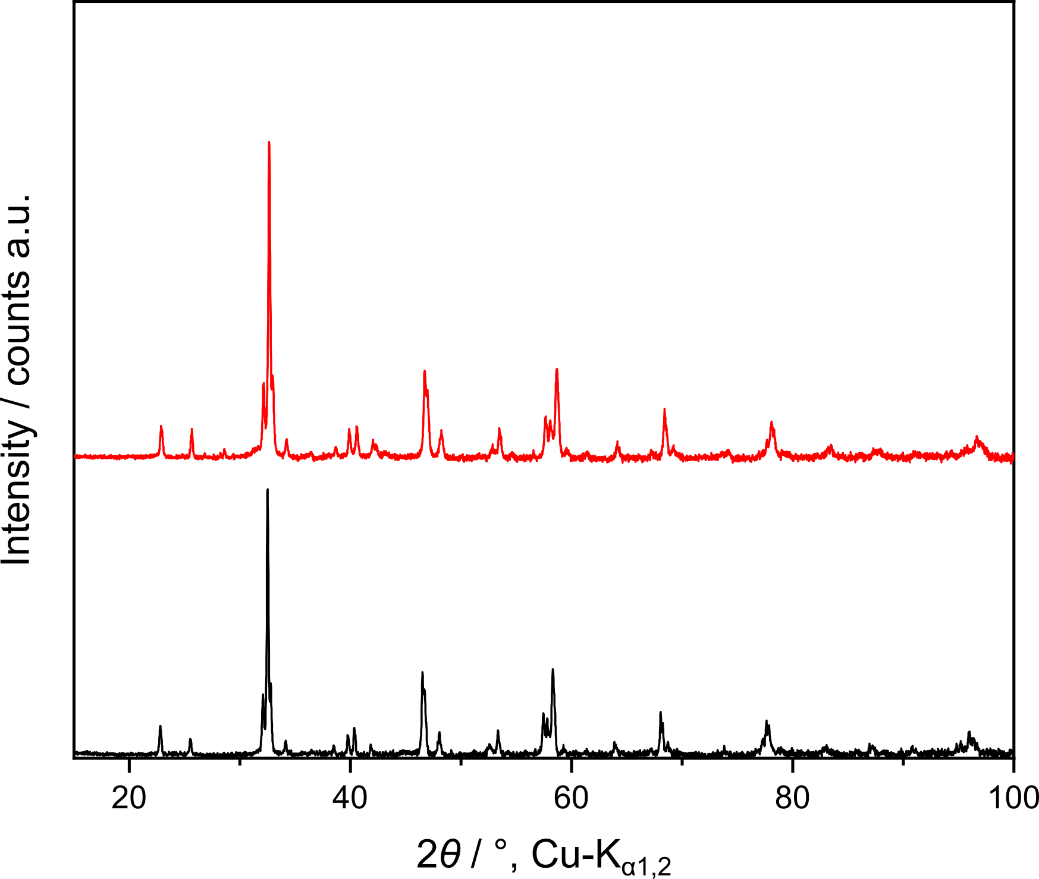 Intensity / counts a.u.
20 40 60 80 100
2θ / °, Cu-Kα1,2